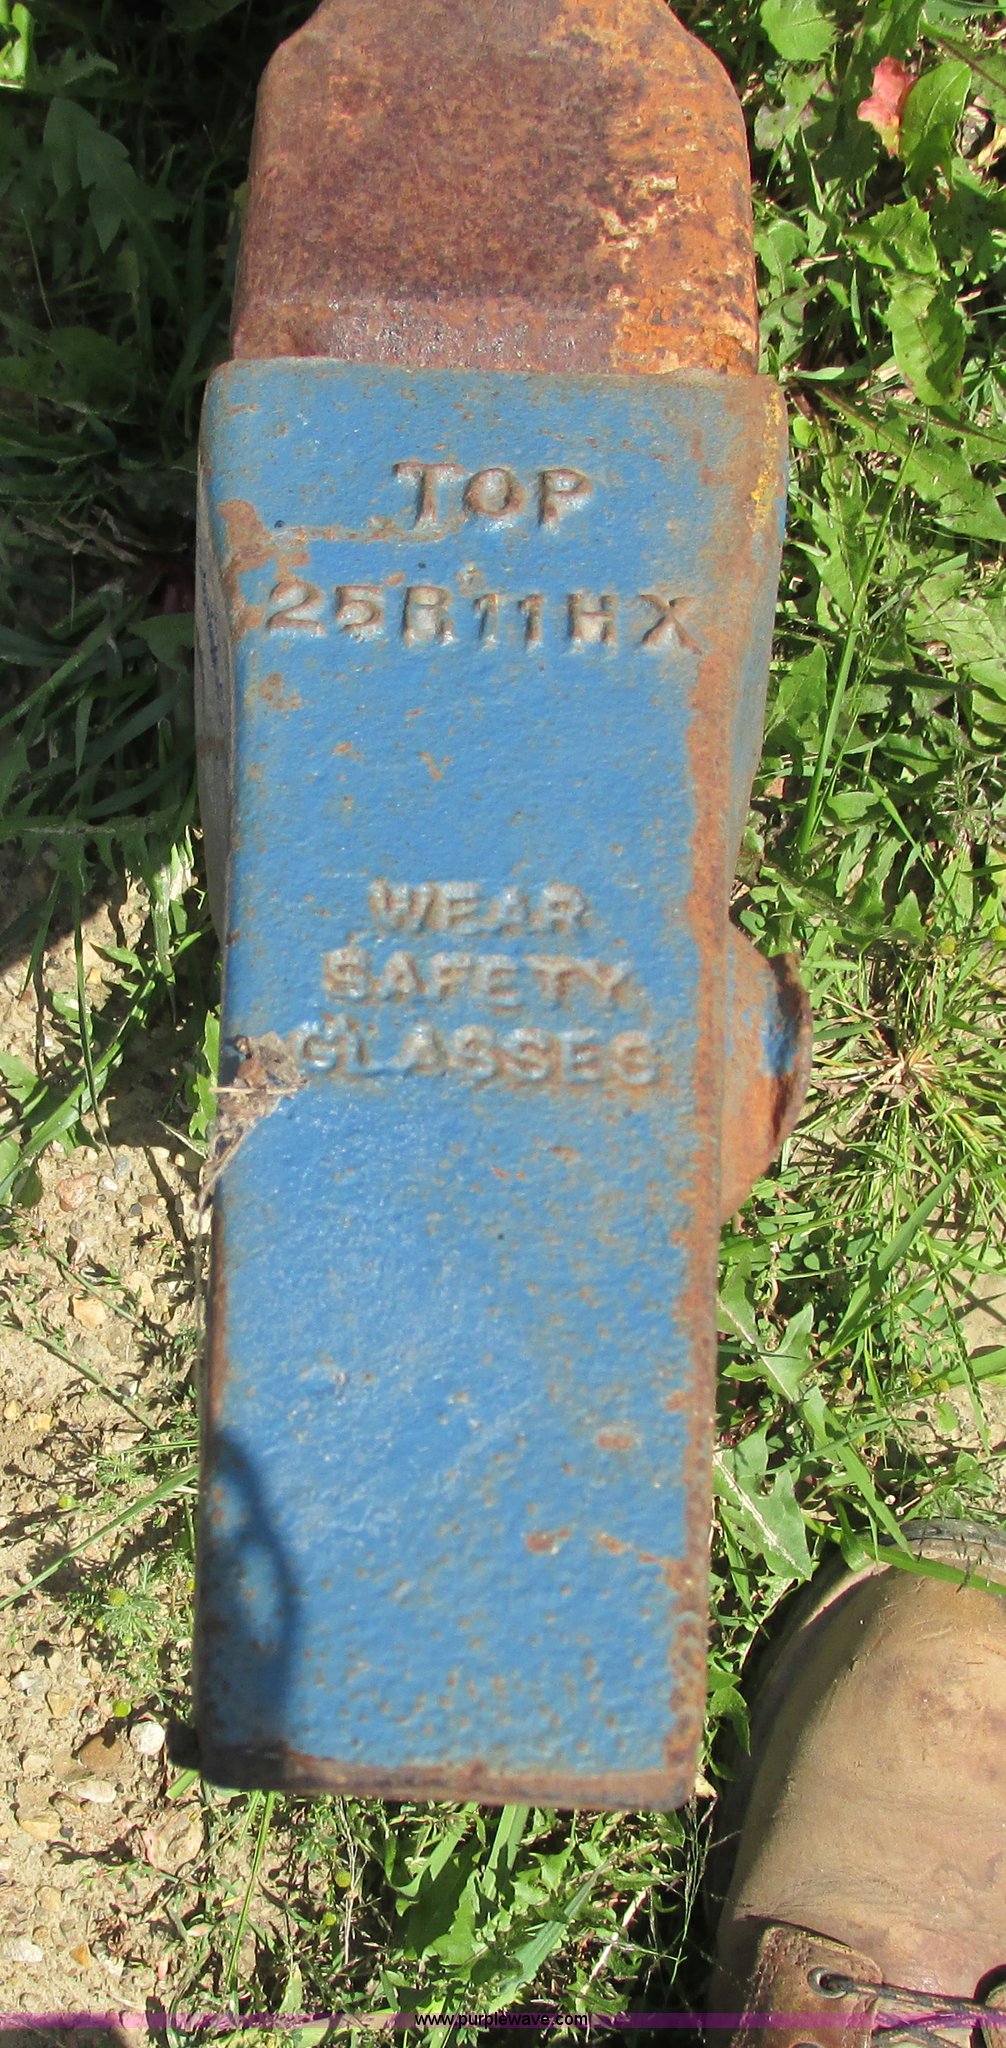 TOP
25R11HX
WEAR
SAFETY
GLASSES
www.purplewave.com